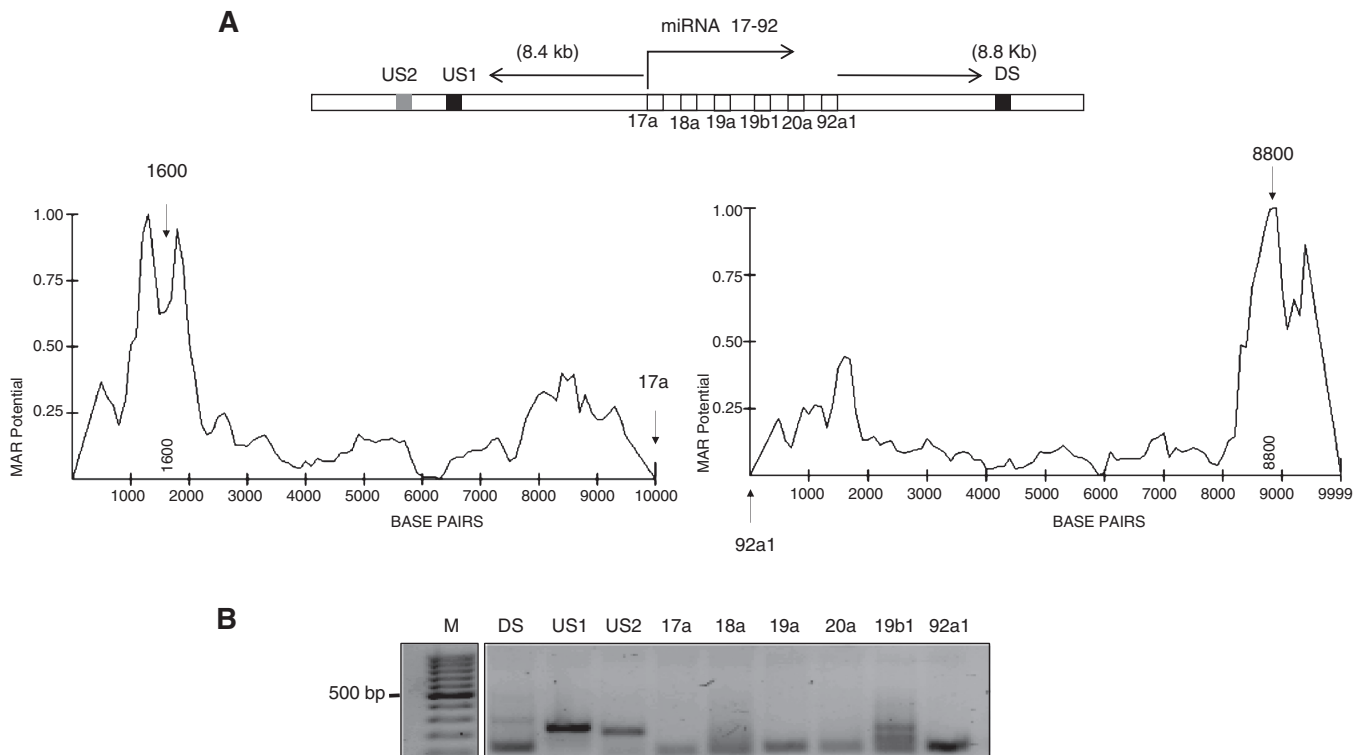 A
miRNA 17-92
(8.4 kb)
(8.8 Kb)
US2 US1
DS
17a 18a 19a 19b1 20a 92a1
1600
1.00
0.75
0.50
0.25
MAR Potential
1600
17a
1000 2000 3000 4000 5000 6000 7000 8000 9000 10000
BASE PAIRS
8800
1.00
0.75
0.50
0.25
MAR Potential
8800
1000 2000 3000 4000 5000 6000 7000 8000 9000 9999
BASE PAIRS
92a1
B
M DS US1 US2 17a 18a 19a 20a 19b1 92a1
500 bp